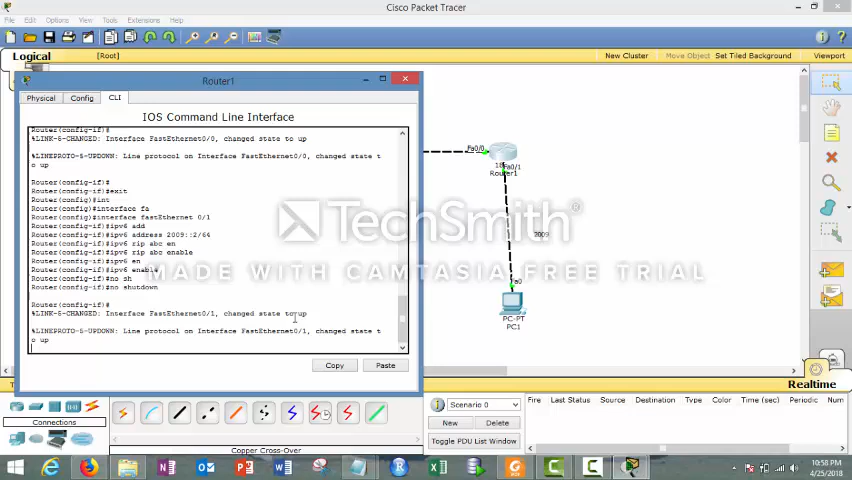 Cisco Packet Tracer
File Edit Options View Tools Extensions Help
Logical
[Root]
New Cluster
Move Object
Set Tiled Background
Router1
Physical
Config
CLI
IOS Command Line Interface
Router(config-if)#
%LINK-5-CHANGED: Interface FastEthernet0/0, changed state to up
%LINEPROTO-5-UPDOWN: Line protocol on Interface FastEthernet0/0, changed state t
o up
Router(config-if)#
Router(config-if)#exit
Router(config)#int
Router(config)#interface fa
Router(config)#interface fastEthernet 0/1
Router(config-if)#ipv6 add
Router(config-if)#ipv6 address 2009::2/64
Router(config-if)#ipv6 rip abc en
Router(config-if)#ipv6 rip abc enable
Router(config-if)#ipv6 en
Router(config-if)#ipv6 enable
Router(config-if)#no sh
Router(config-if)#no shutdown
Router(config-if)#
%LINK-5-CHANGED: Interface FastEthernet0/1, changed state to up
%LINEPROTO-5-UPDOWN: Line protocol on Interface FastEthernet0/1, changed state t
o up
Copy
Paste
Fa0/0
Fa0/1
Router1
2009
Fa0
PC-PT
PC1
TechSmith
MADE WITH CAMTASIA FREE TRIAL
Realtime
Connections
Copper Cross-Over
Scenario 0
New
Delete
Toggle PDU List Window
Fire
Last Status
Source
Destination
Type
Color
Time (sec)
Periodic
Num
10:58 PM
4/25/2018